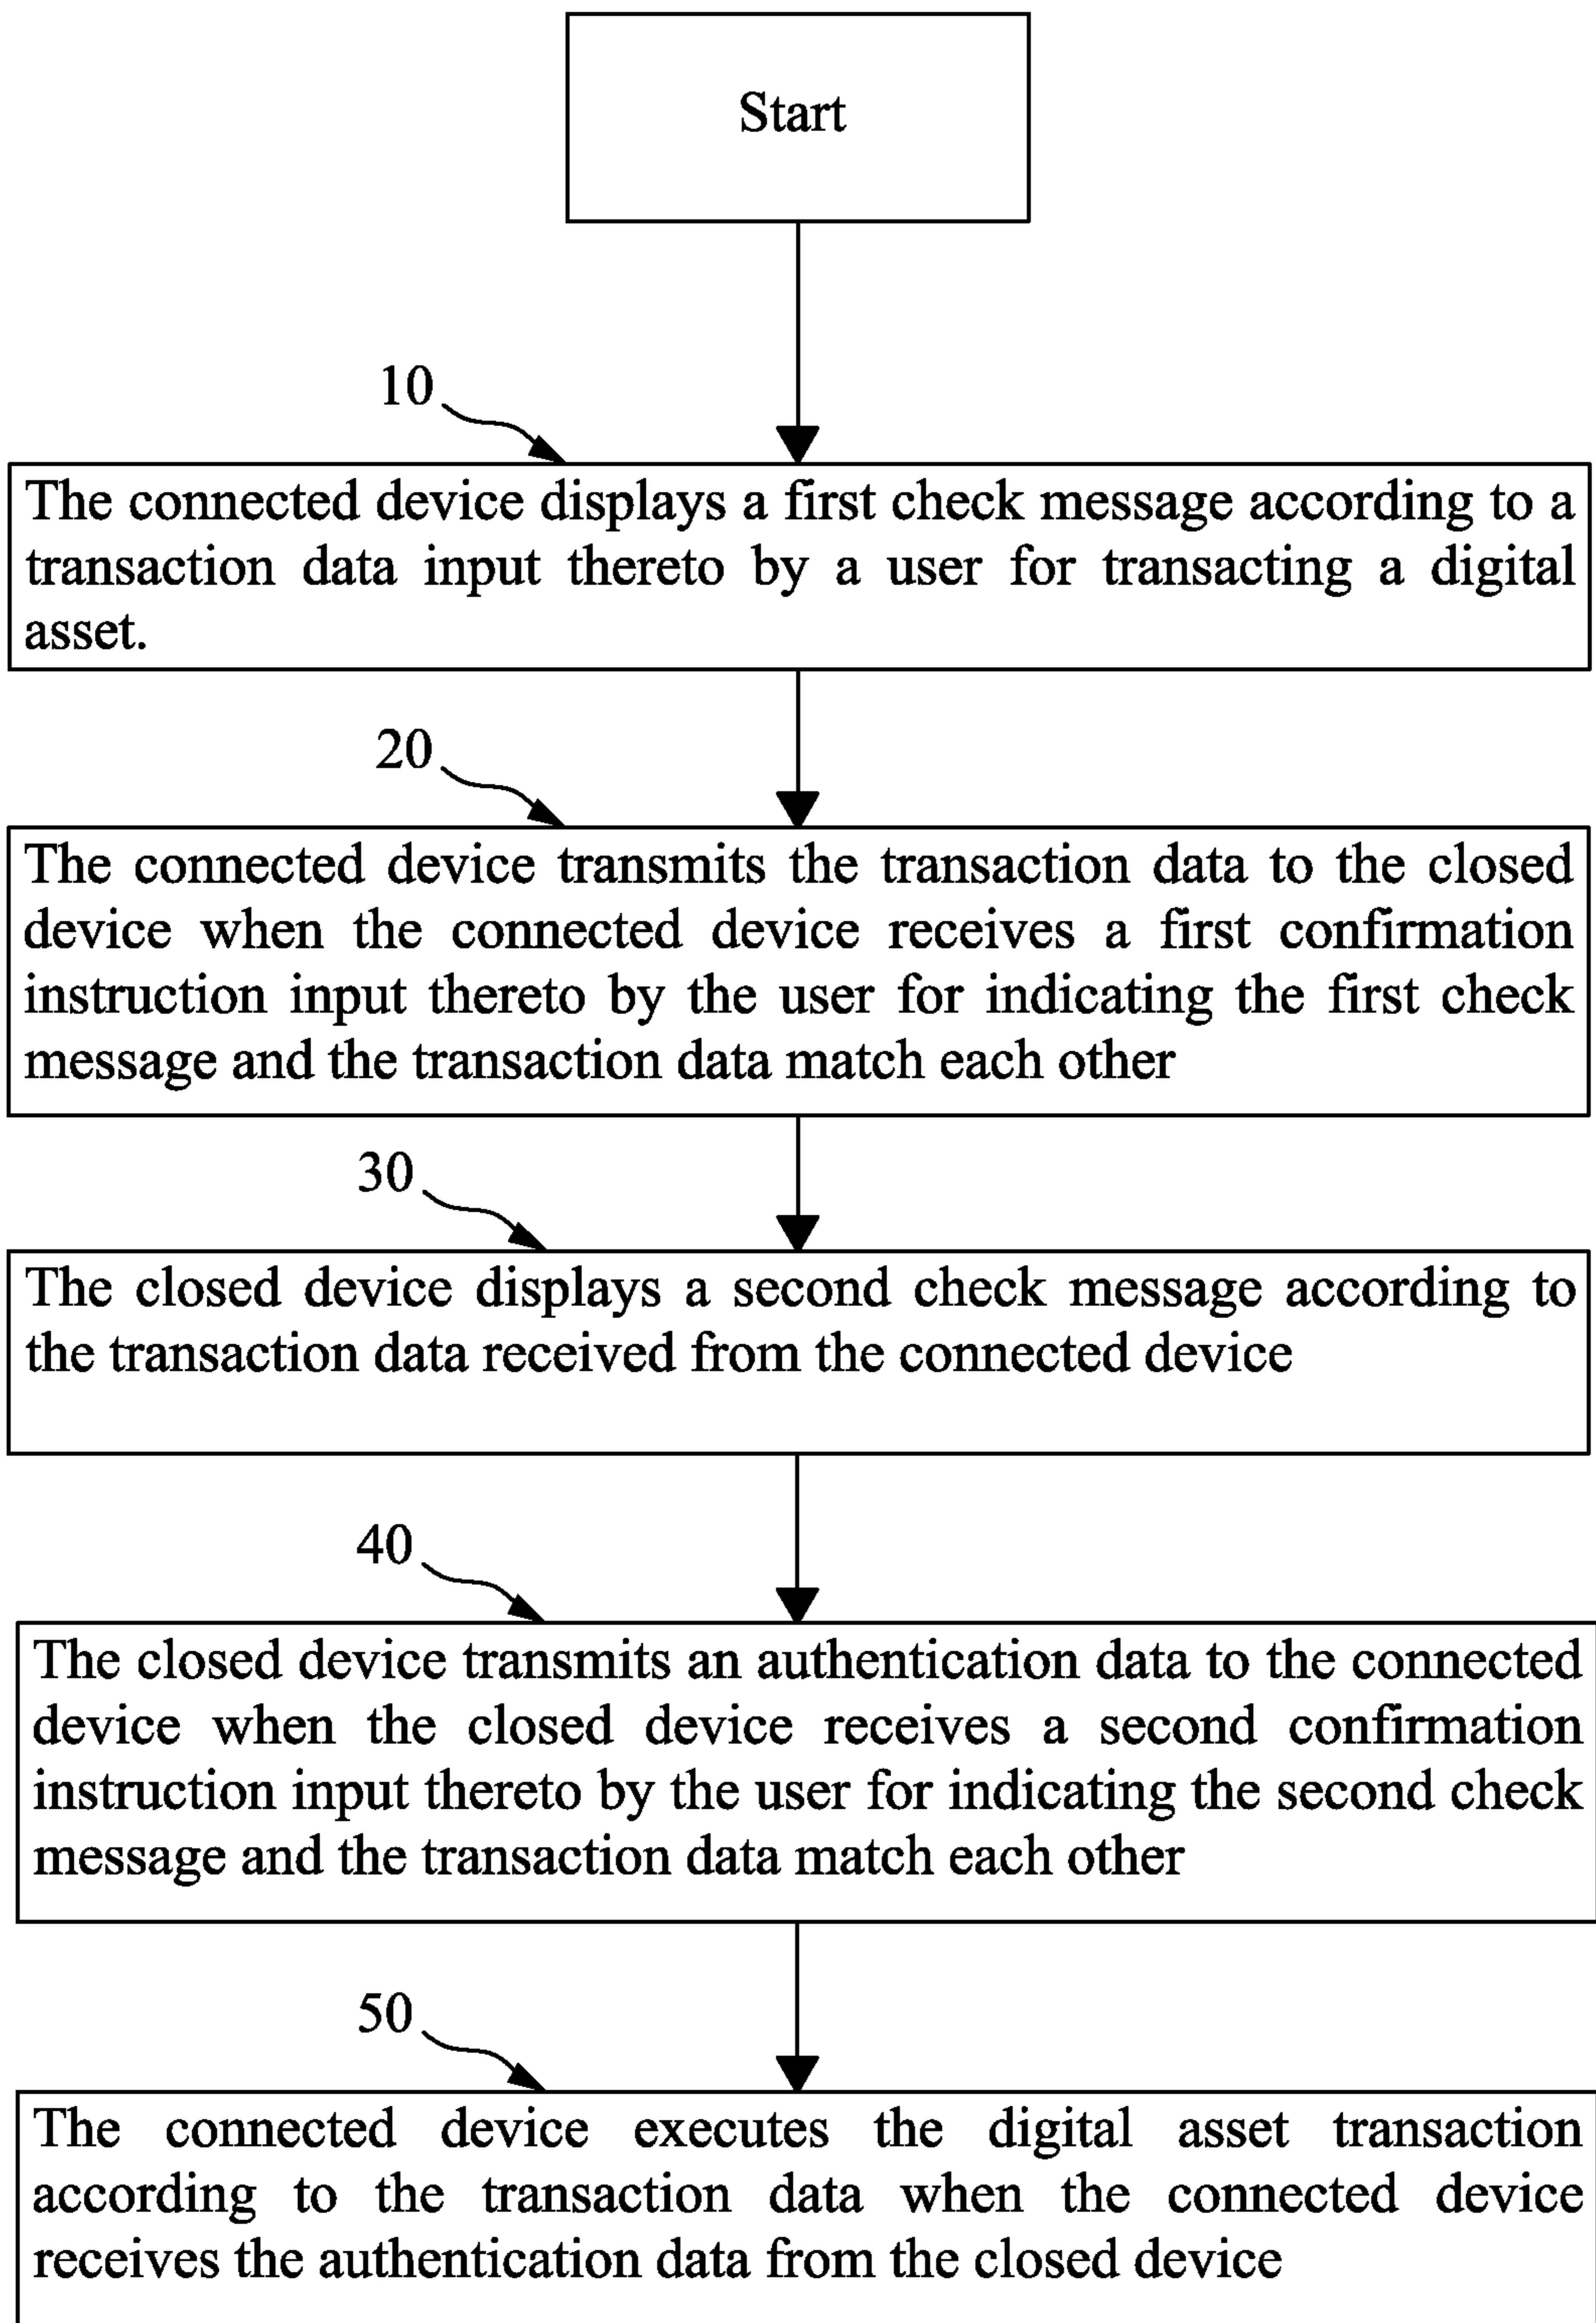 Start
10
The connected device displays a first check message according to a
transaction data input thereto by a user for transacting a digital
asset.
20
The connected device transmits the transaction data to the closed
device when the connected device receives a first confirmation
instruction input thereto by the user for indicating the first check
message and the transaction data match each other
30
The closed device displays a second check message according to
the transaction data received from the connected device
40
The closed device transmits an authentication data to the connected
device when the closed device receives a second confirmation
instruction input thereto by the user for indicating the second check
message and the transaction data match each other
50
The connected device executes the digital asset transaction
according to the transaction data when the connected device
receives the authentication data from the closed device